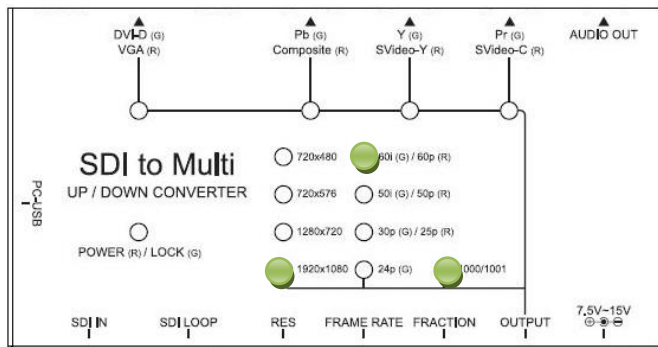 DVI-D (G)
VGA (R)
Pb (G)
Composite (R)
Y (G)
SVideo-Y (R)
Pr (G)
SVideo-C (R)
AUDIO OUT
SDI to Multi
UP / DOWN CONVERTER
PC-USB
POWER (R) / LOCK (G)
720x480
60i (G) / 60p (R)
720x576
50i (G) / 50p (R)
1280x720
30p (G) / 25p (R)
1920x1080
24p (G)
1000/1001
SDI IN
SDI LOOP
RES
FRAME RATE
FRACTION
OUTPUT
7.5V~15V